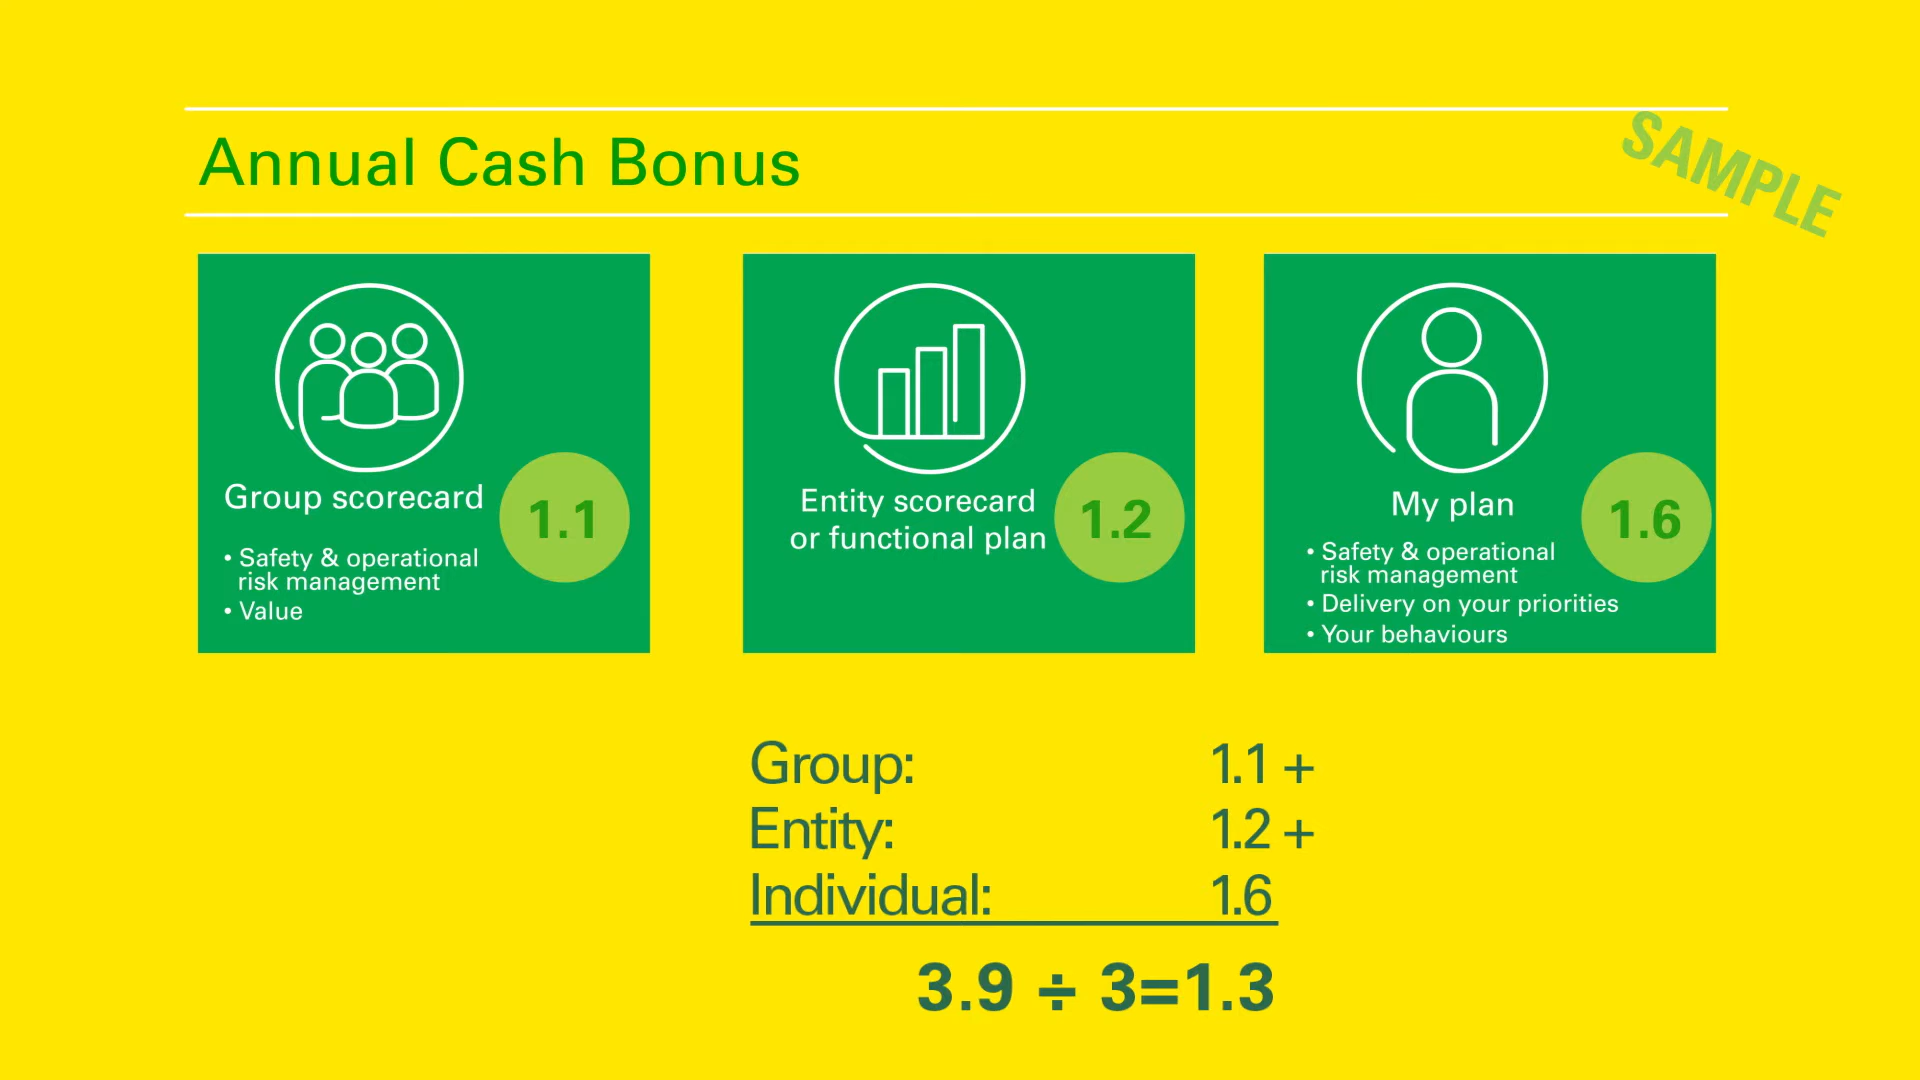 Annual Cash Bonus
SAMPLE
Group scorecard
1.1
• Safety & operational
risk management
• Value
Entity scorecard
or functional plan
1.2
My plan
1.6
• Safety & operational
risk management
• Delivery on your priorities
• Your behaviours
Group: 1.1 +
Entity: 1.2 +
Individual: 1.6
3.9 ÷ 3=1.3